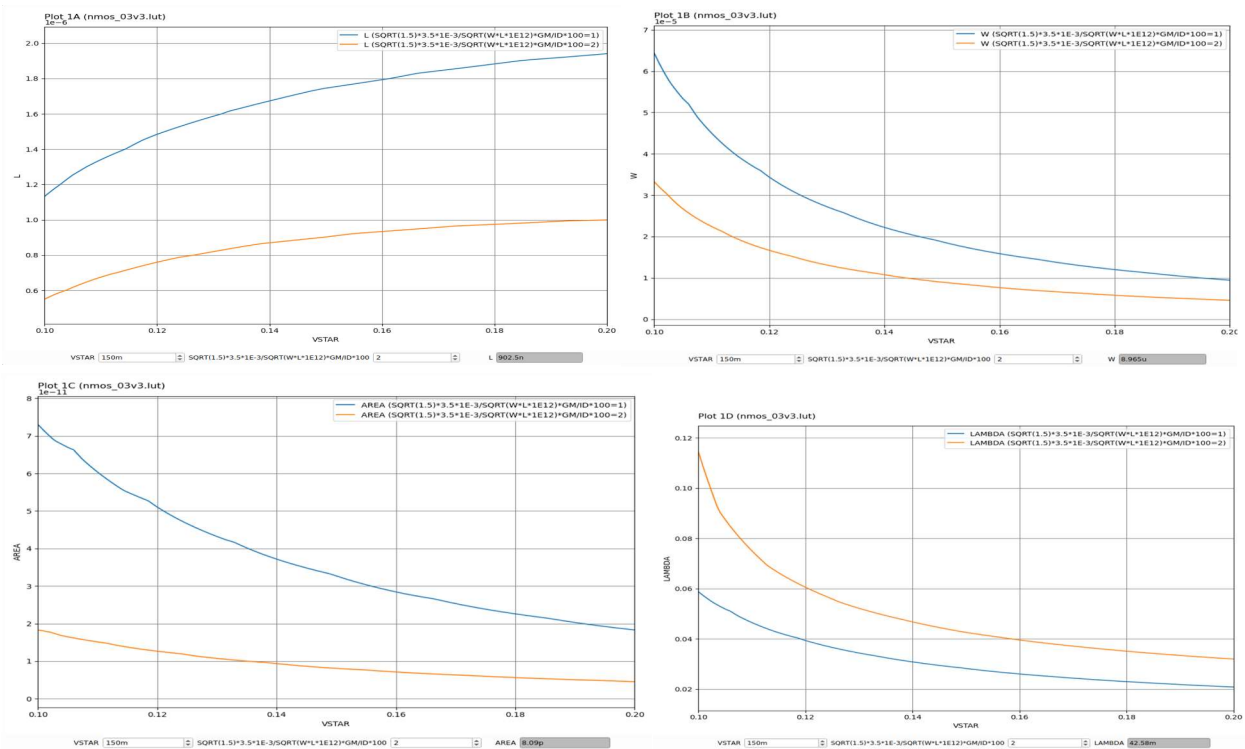 Plot 1A (nmos_03v3.lut)
1e−6
L (SQRT(1.5)*3.5*1E-3/SQRT(W*L*1E12)*GM/ID*100=1)
L (SQRT(1.5)*3.5*1E-3/SQRT(W*L*1E12)*GM/ID*100=2)
2.0
1.8
1.6
1.4
1.2
1.0
0.8
0.6
L
0.10 0.12 0.14 0.16 0.18 0.20
VSTAR
VSTAR 150m SQRT(1.5)*3.5*1E-3/SQRT(W*L*1E12)*GM/ID*100 2 L 902.5n
Plot 1B (nmos_03v3.lut)
1e−5
W (SQRT(1.5)*3.5*1E-3/SQRT(W*L*1E12)*GM/ID*100=1)
W (SQRT(1.5)*3.5*1E-3/SQRT(W*L*1E12)*GM/ID*100=2)
7
6
5
4
3
2
1
0
W
0.10 0.12 0.14 0.16 0.18 0.20
VSTAR
VSTAR 150m SQRT(1.5)*3.5*1E-3/SQRT(W*L*1E12)*GM/ID*100 2 W 8.965u
Plot 1C (nmos_03v3.lut)
1e−11
AREA (SQRT(1.5)*3.5*1E-3/SQRT(W*L*1E12)*GM/ID*100=1)
AREA (SQRT(1.5)*3.5*1E-3/SQRT(W*L*1E12)*GM/ID*100=2)
8
7
6
5
4
3
2
1
0
AREA
0.10 0.12 0.14 0.16 0.18 0.20
VSTAR
VSTAR 150m SQRT(1.5)*3.5*1E-3/SQRT(W*L*1E12)*GM/ID*100 2 AREA 8.09p
Plot 1D (nmos_03v3.lut)
LAMBDA (SQRT(1.5)*3.5*1E-3/SQRT(W*L*1E12)*GM/ID*100=1)
LAMBDA (SQRT(1.5)*3.5*1E-3/SQRT(W*L*1E12)*GM/ID*100=2)
0.12
0.10
0.08
0.06
0.04
0.02
LAMBDA
0.10 0.12 0.14 0.16 0.18 0.20
VSTAR
VSTAR 150m SQRT(1.5)*3.5*1E-3/SQRT(W*L*1E12)*GM/ID*100 2 LAMBDA 42.58m